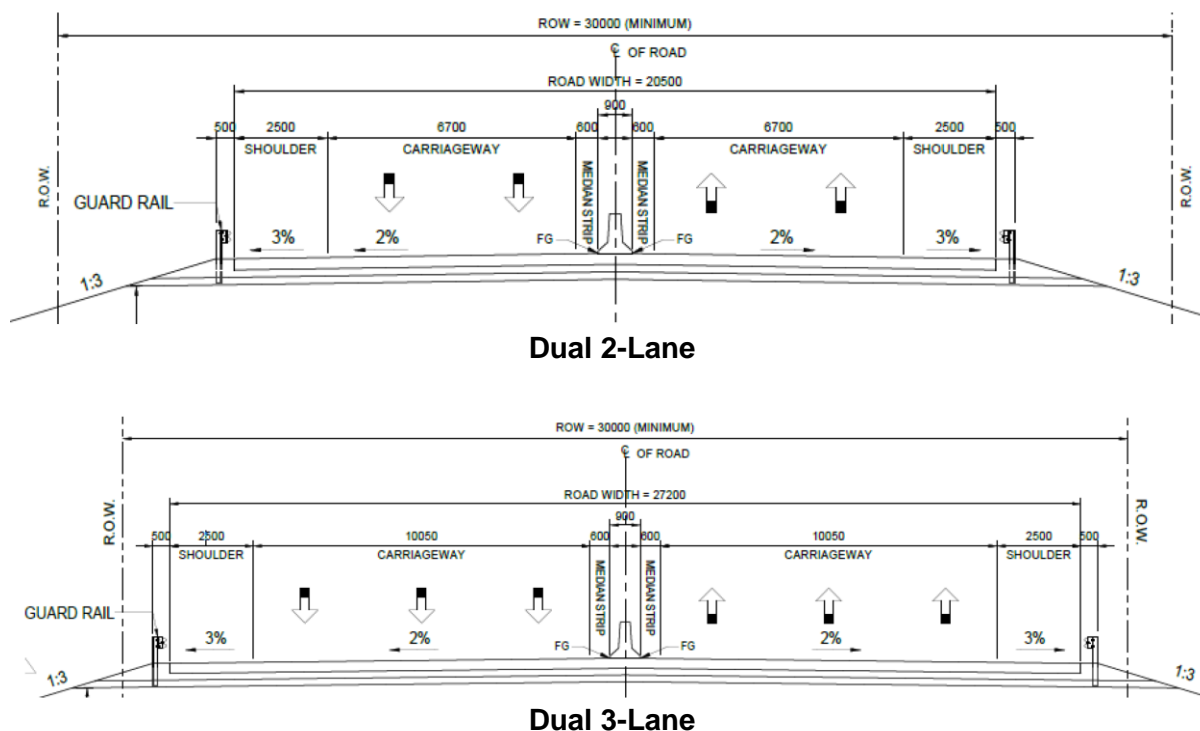 ROW = 30000 (MINIMUM)
℄ OF ROAD
ROAD WIDTH = 20500
900
500 2500 6700 600 600 6700 2500 500
SHOULDER CARRIAGEWAY MEDIAN STRIP MEDIAN STRIP CARRIAGEWAY SHOULDER
R.O.W. R.O.W.
GUARD RAIL
3% 2% FG FG 2% 3%
1:3 1:3
Dual 2-Lane
ROW = 30000 (MINIMUM)
℄ OF ROAD
ROAD WIDTH = 27200
900
500 2500 10050 600 600 10050 2500 500
SHOULDER CARRIAGEWAY MEDIAN STRIP MEDIAN STRIP CARRIAGEWAY SHOULDER
R.O.W. R.O.W.
GUARD RAIL
3% 2% FG FG 2% 3%
1:3 1:3
Dual 3-Lane